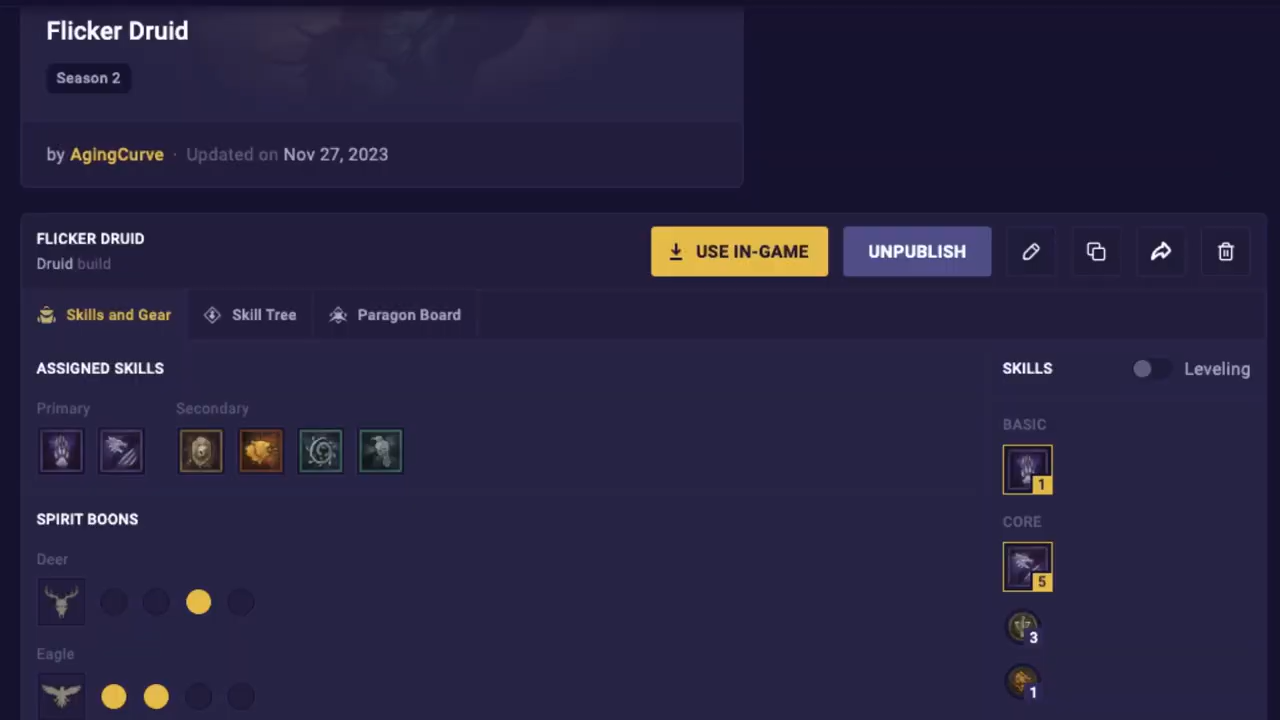 Flicker Druid
Season 2
by AgingCurve · Updated on Nov 27, 2023
FLICKER DRUID
Druid build
USE IN-GAME
UNPUBLISH
Skills and Gear
Skill Tree
Paragon Board
ASSIGNED SKILLS
Primary
Secondary
SPIRIT BOONS
Deer
Eagle
SKILLS
Leveling
BASIC
1
CORE
5
3
1